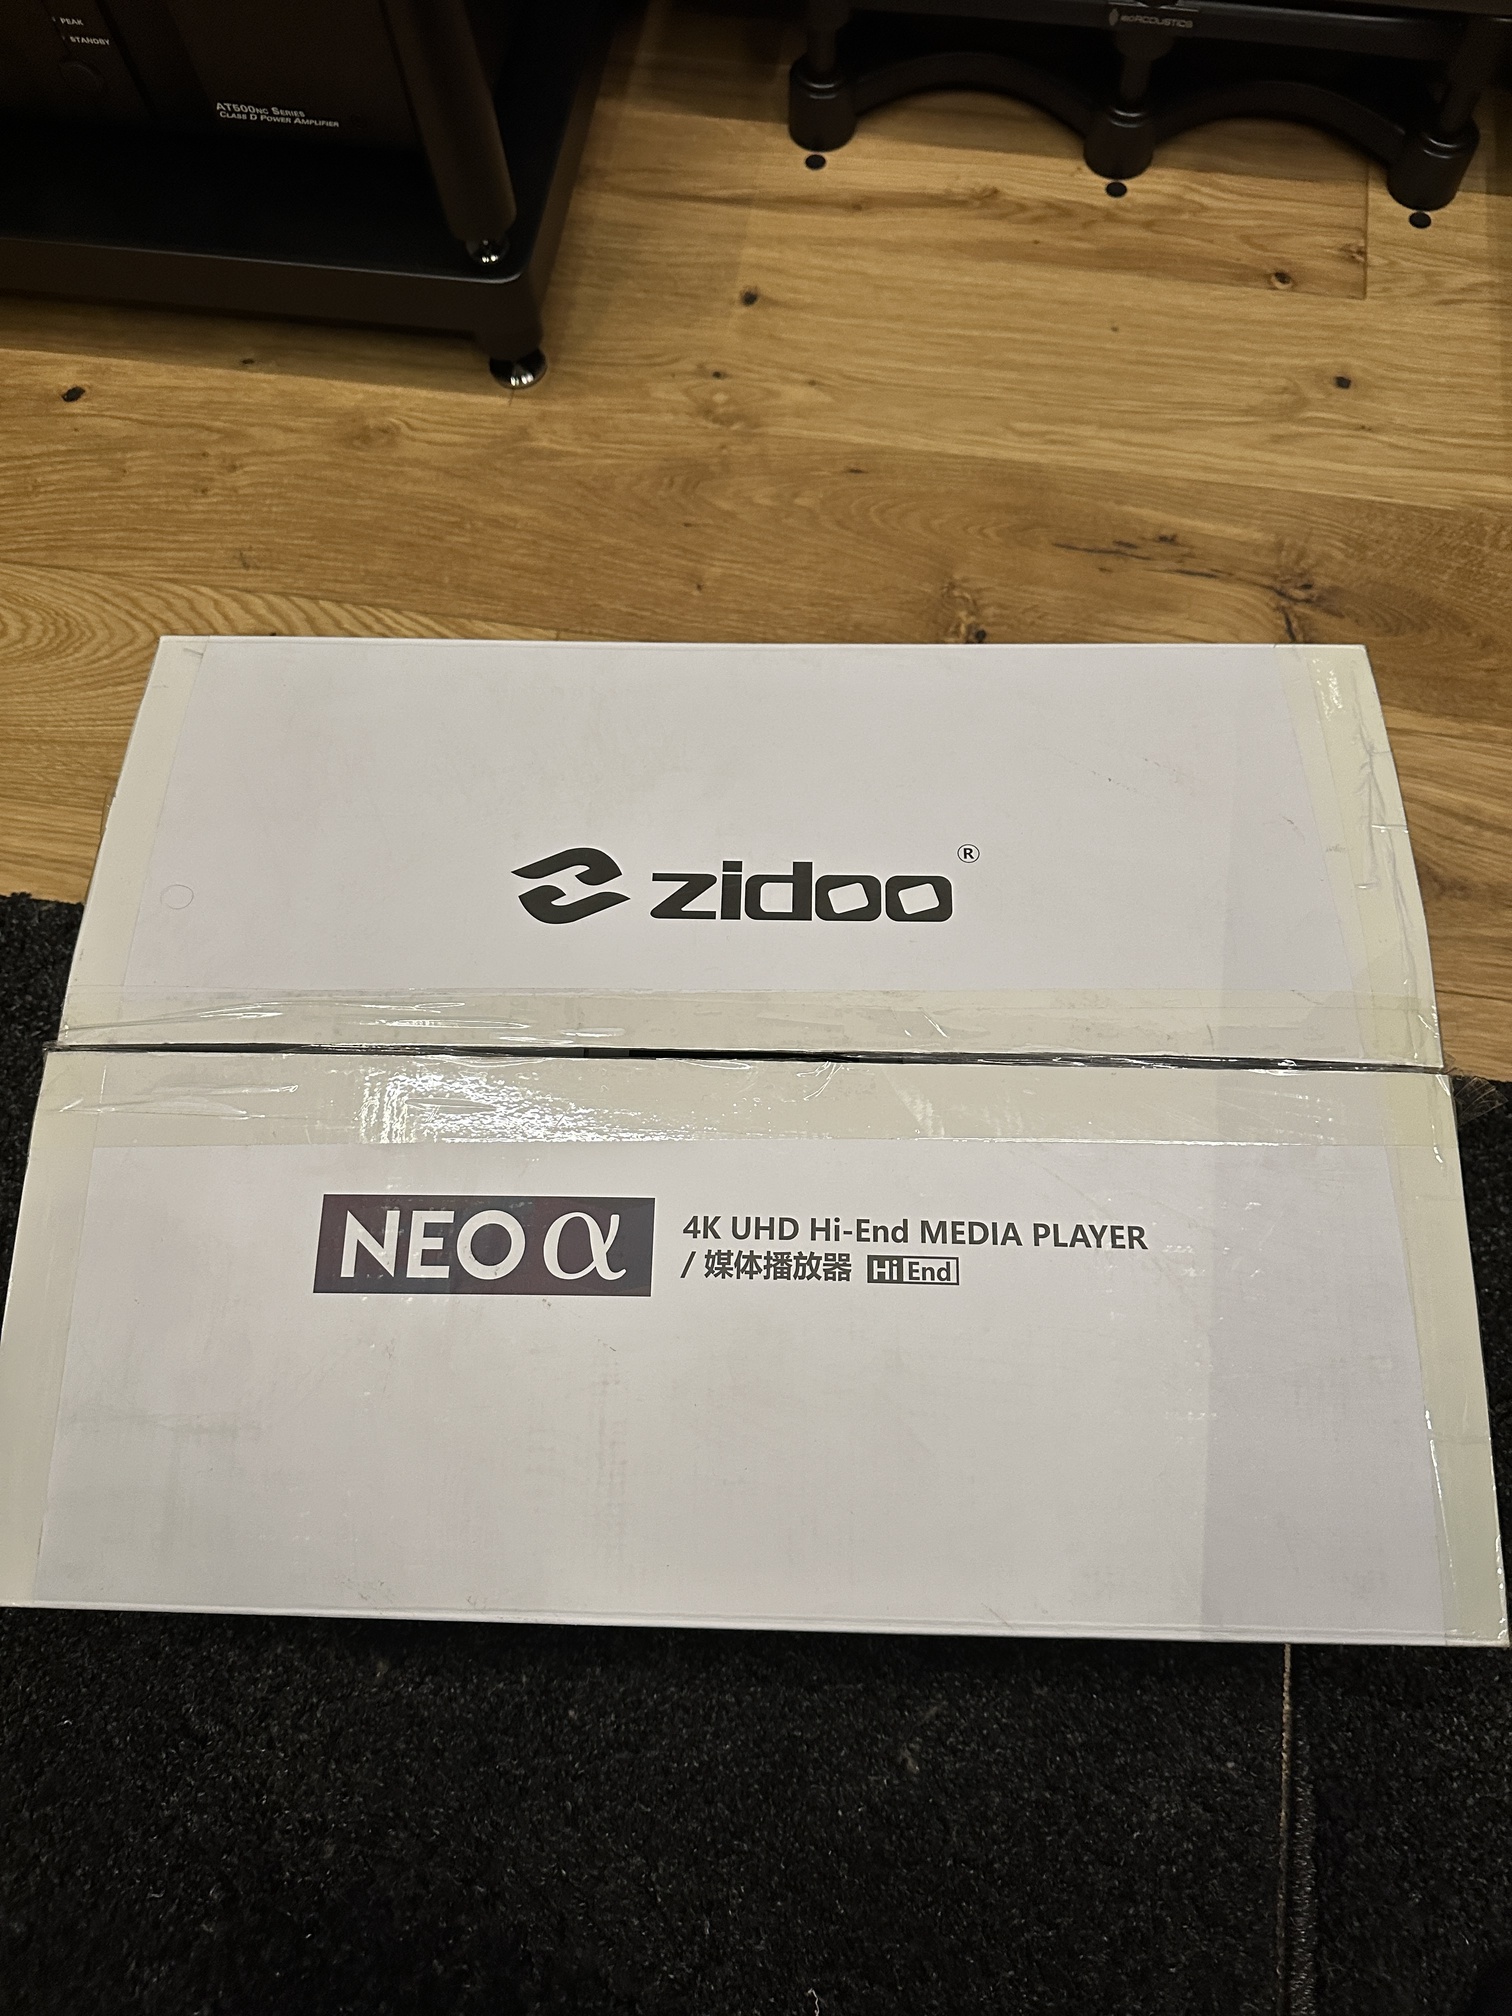 PEAK
STANDBY
AT500NC SERIES
CLASS D POWER AMPLIFIER
ISOACOUSTICS
zidoo®
NEO α
4K UHD Hi-End MEDIA PLAYER
/ 媒体播放器 Hi End